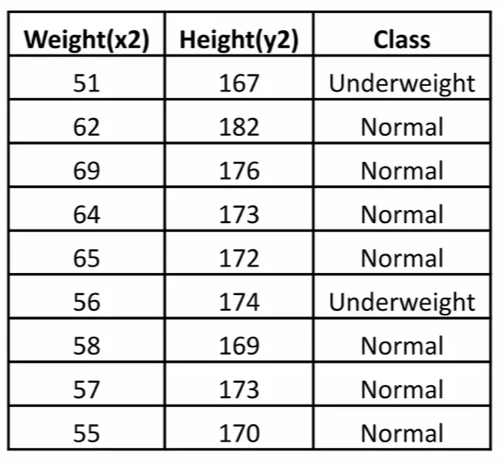 Weight(x2) Height(y2) Class
51 167 Underweight
62 182 Normal
69 176 Normal
64 173 Normal
65 172 Normal
56 174 Underweight
58 169 Normal
57 173 Normal
55 170 Normal